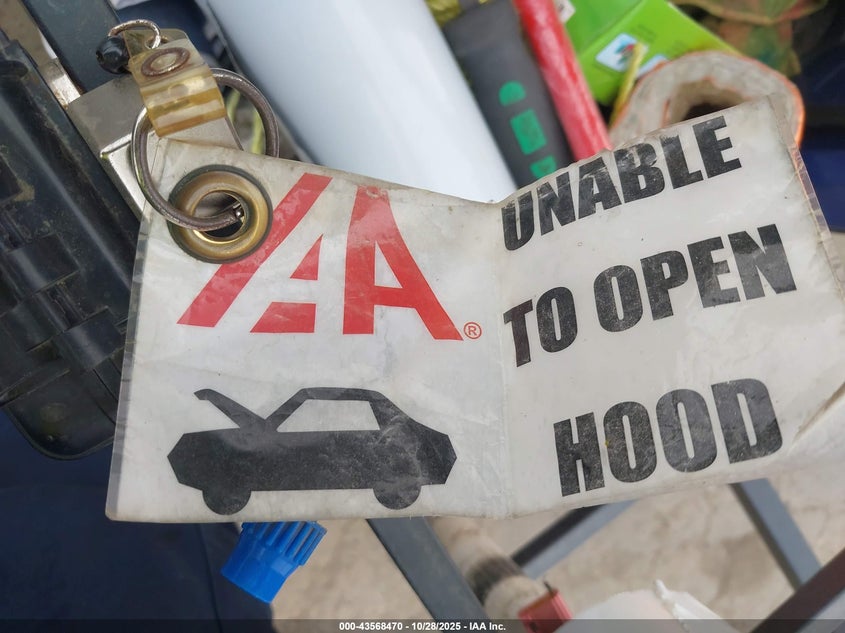 IAA®
UNABLE
TO OPEN
HOOD
000-43568470 - 10/28/2025 - IAA Inc.